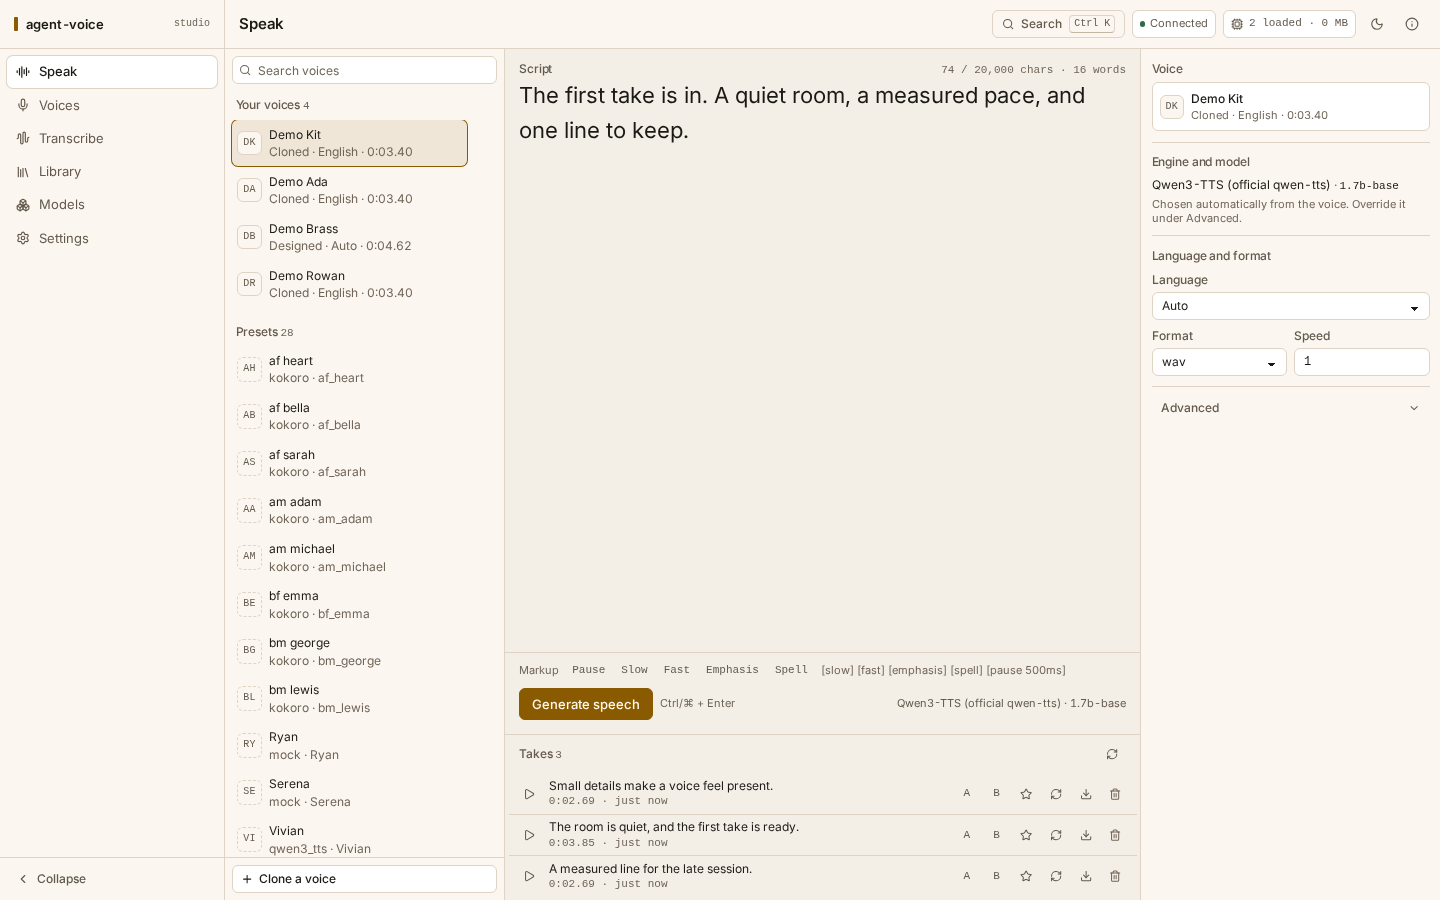 agent-voice
studio
Speak
Search Ctrl K
Connected
2 loaded · 0 MB
Speak
Voices
Transcribe
Library
Models
Settings
Collapse
Search voices
Your voices 4
DK
Demo Kit
Cloned · English · 0:03.40
DA
Demo Ada
Cloned · English · 0:03.40
DB
Demo Brass
Designed · Auto · 0:04.62
DR
Demo Rowan
Cloned · English · 0:03.40
Presets 28
AH
af heart
kokoro · af_heart
AB
af bella
kokoro · af_bella
AS
af sarah
kokoro · af_sarah
AA
am adam
kokoro · am_adam
AM
am michael
kokoro · am_michael
BE
bf emma
kokoro · bf_emma
BG
bm george
kokoro · bm_george
BL
bm lewis
kokoro · bm_lewis
RY
Ryan
mock · Ryan
SE
Serena
mock · Serena
VI
Vivian
qwen3_tts · Vivian
Clone a voice
Script
74 / 20,000 chars · 16 words
The first take is in. A quiet room, a measured pace, and
one line to keep.
Markup Pause Slow Fast Emphasis Spell [slow] [fast] [emphasis] [spell] [pause 500ms]
Generate speech
Ctrl/⌘ + Enter
Qwen3-TTS (official qwen-tts) · 1.7b-base
Takes 3
Small details make a voice feel present.
0:02.69 · just now
A B
The room is quiet, and the first take is ready.
0:03.85 · just now
A B
A measured line for the late session.
0:02.69 · just now
A B
Voice
DK
Demo Kit
Cloned · English · 0:03.40
Engine and model
Qwen3-TTS (official qwen-tts) · 1.7b-base
Chosen automatically from the voice. Override it
under Advanced.
Language and format
Language
Auto
Format
Speed
wav
1
Advanced